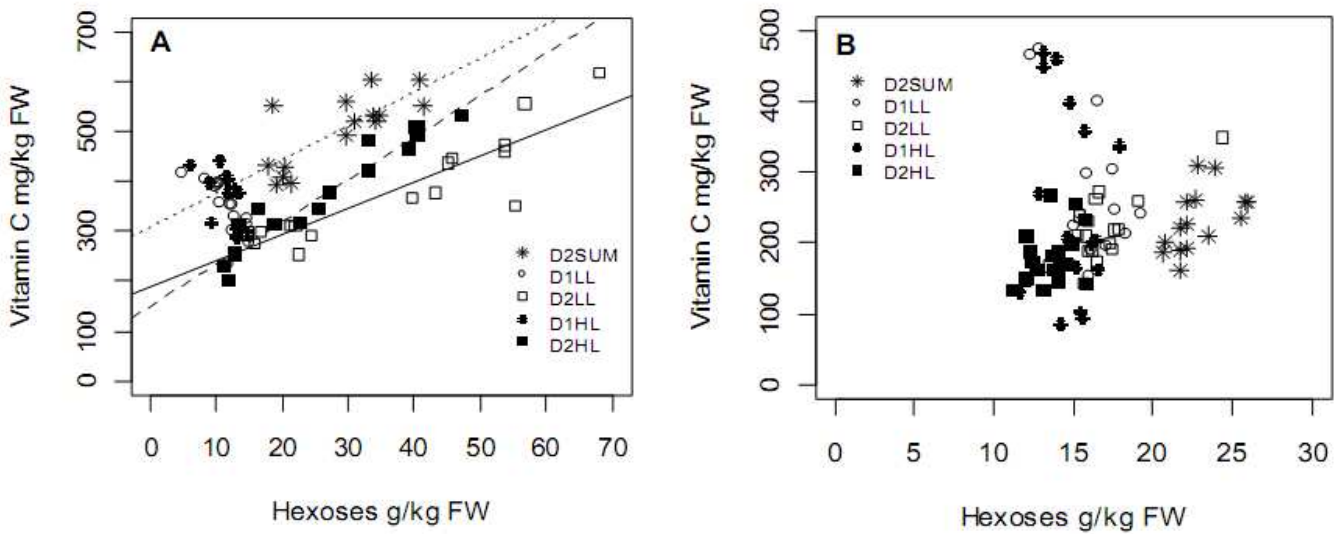 A
Vitamin C mg/kg FW
700
500
300
100
0
D2SUM
D1LL
D2LL
D1HL
D2HL
0 10 20 30 40 50 60 70
Hexoses g/kg FW
B
Vitamin C mg/kg FW
500
400
300
200
100
0
D2SUM
D1LL
D2LL
D1HL
D2HL
0 5 10 15 20 25 30
Hexoses g/kg FW